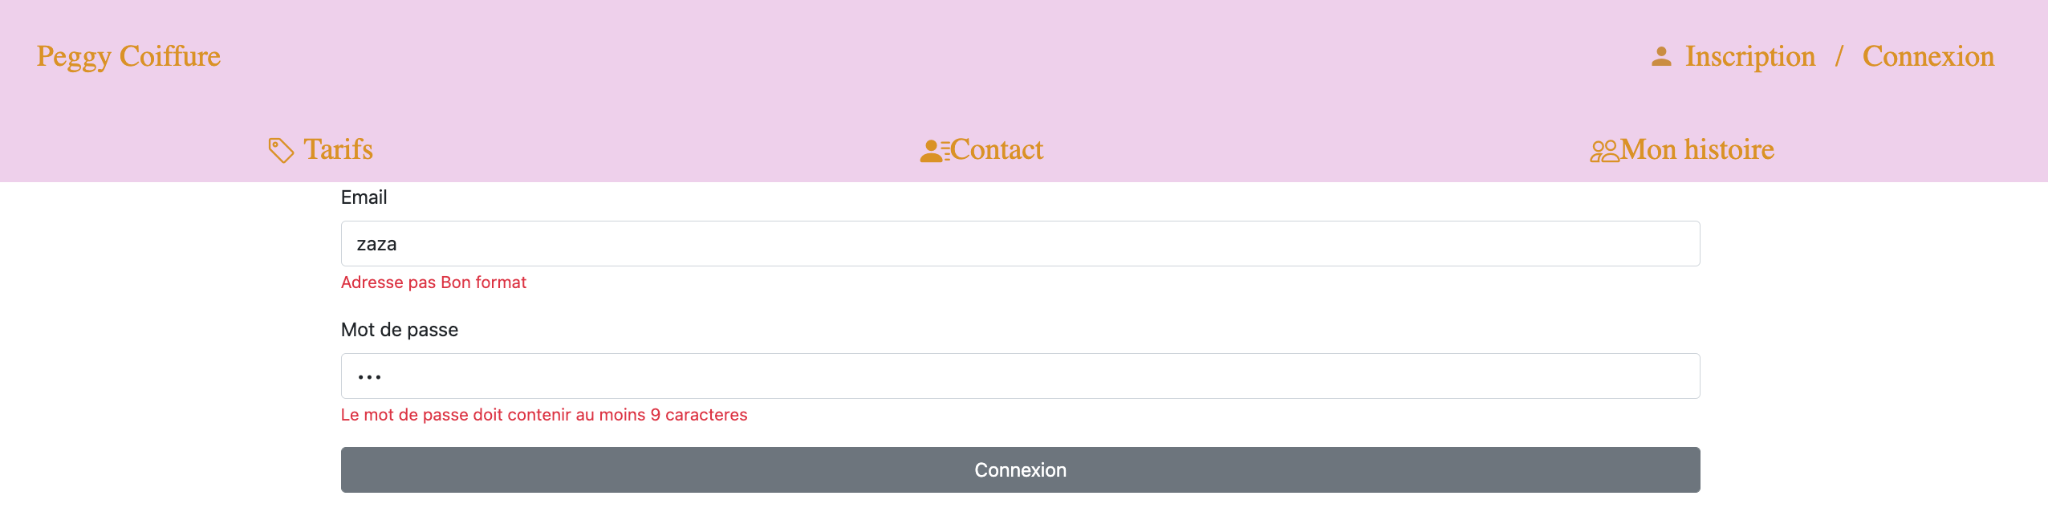 Peggy Coiffure
Inscription / Connexion
Tarifs
Contact
Mon histoire
Email
zaza
Adresse pas Bon format
Mot de passe
•••
Le mot de passe doit contenir au moins 9 caracteres
Connexion